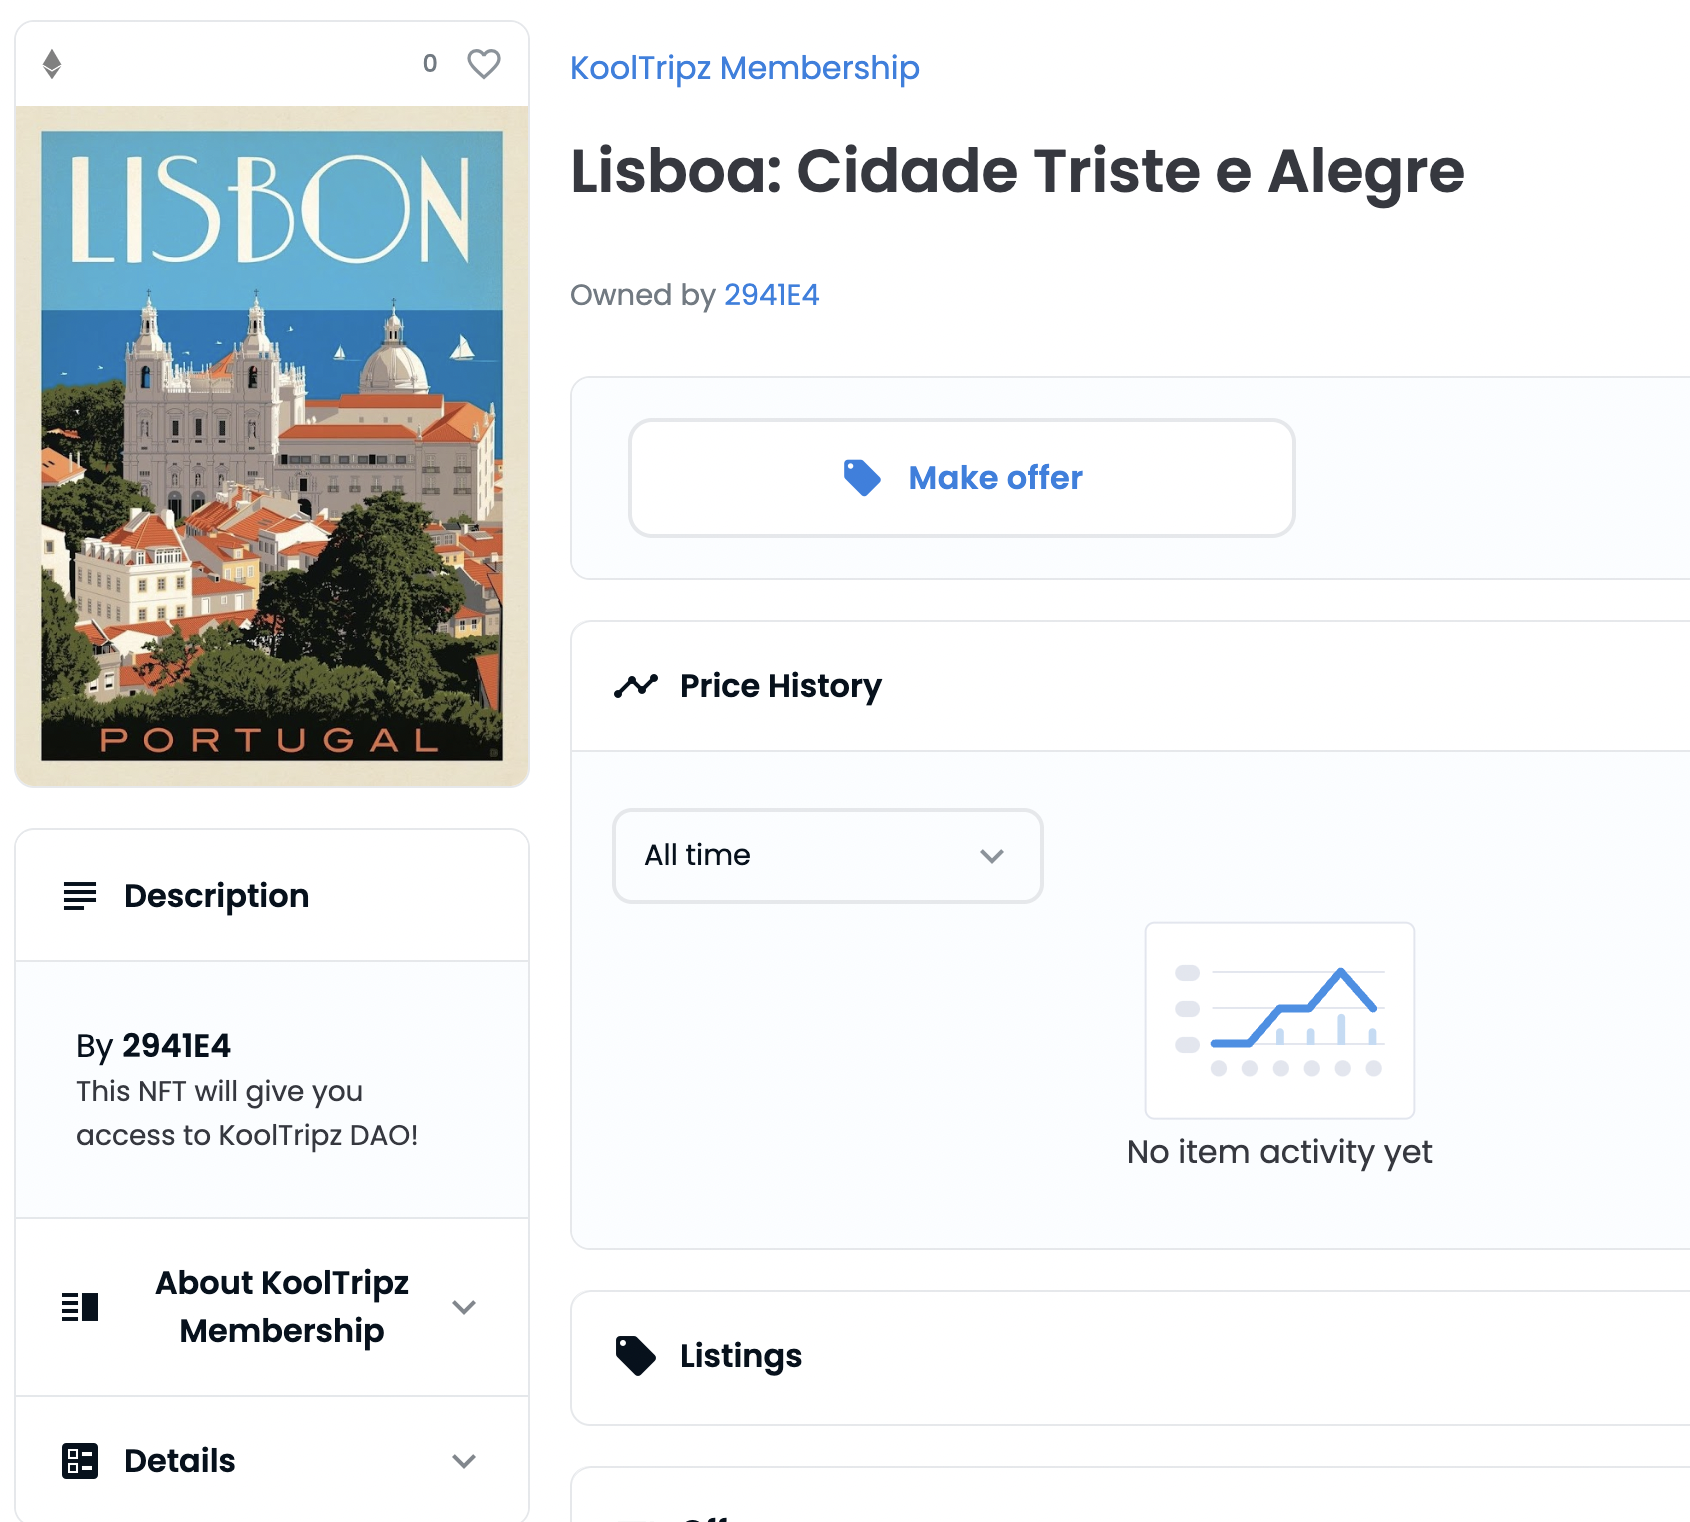 0
LISBON
PORTUGAL
Description
By 2941E4
This NFT will give you
access to KoolTripz DAO!
About KoolTripz
Membership
Details
KoolTripz Membership
Lisboa: Cidade Triste e Alegre
Owned by 2941E4
Make offer
Price History
All time
No item activity yet
Listings